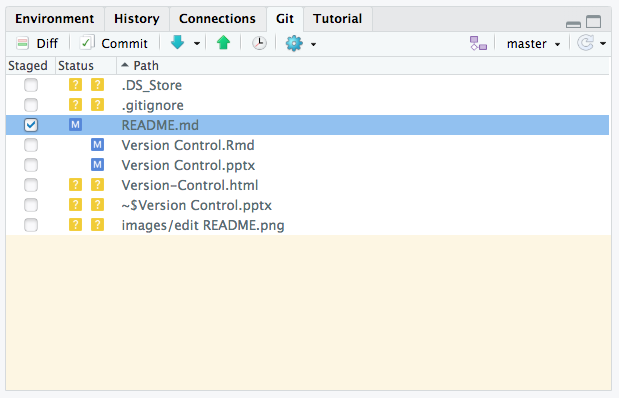 Environment History Connections Git Tutorial
Diff Commit master
Staged Status Path
? ? .DS_Store
? ? .gitignore
M README.md
M Version Control.Rmd
M Version Control.pptx
? ? Version-Control.html
? ? ~$Version Control.pptx
? ? images/edit README.png